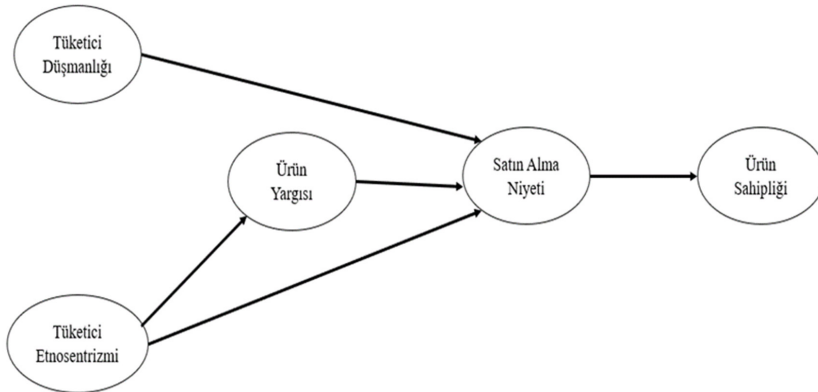 Tüketici
Düşmanlığı
Ürün
Yargısı
Satın Alma
Niyeti
Ürün
Sahipliği
Tüketici
Etnosentrizmi